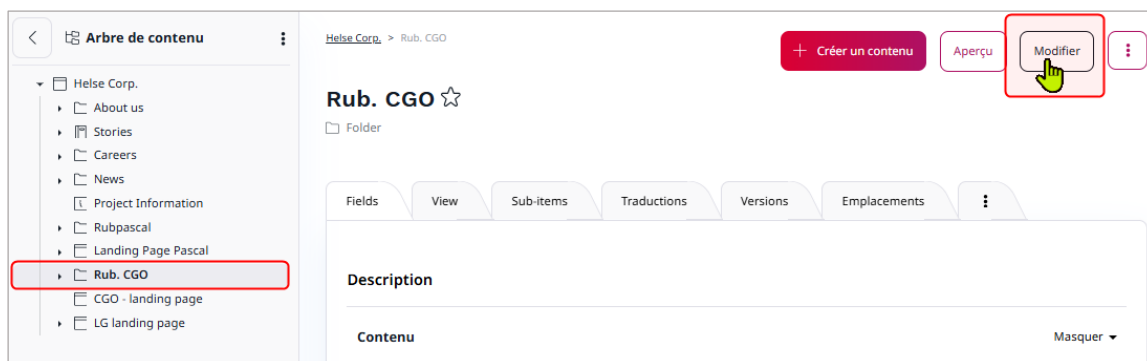 Arbre de contenu
Helse Corp.
About us
Stories
Careers
News
Project Information
Rubpascal
Landing Page Pascal
Rub. CGO
CGO - landing page
LG landing page
Helse Corp. > Rub. CGO
Créer un contenu
Aperçu
Modifier
Rub. CGO
Folder
Fields View Sub-items Traductions Versions Emplacements
Description
Contenu Masquer